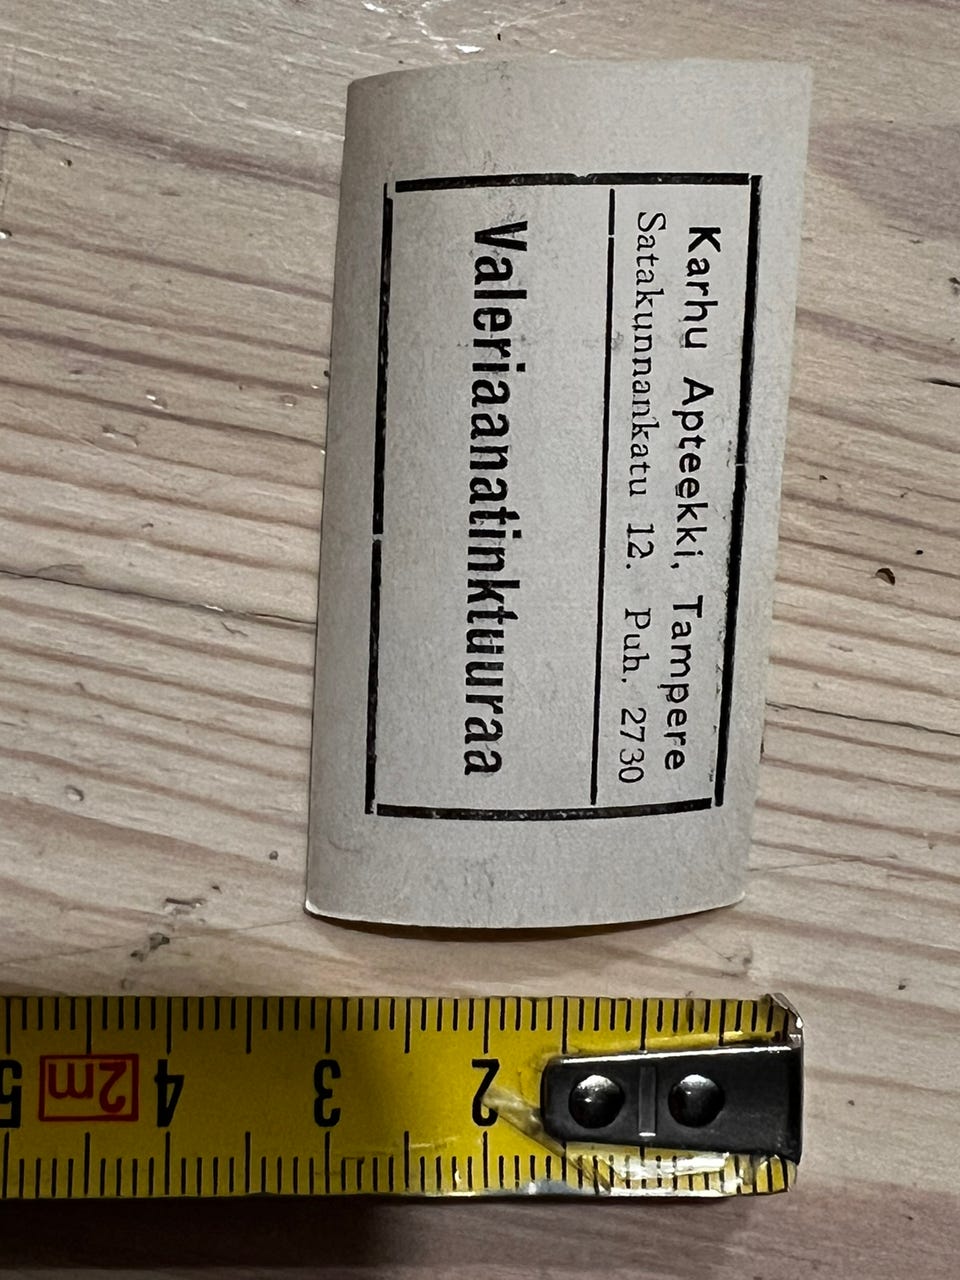 Karhu Apteekki, Tampere
Satakunnankatu 12. Puh. 2730
Valeriaanatinktuuraa
5 2m 4 3 2